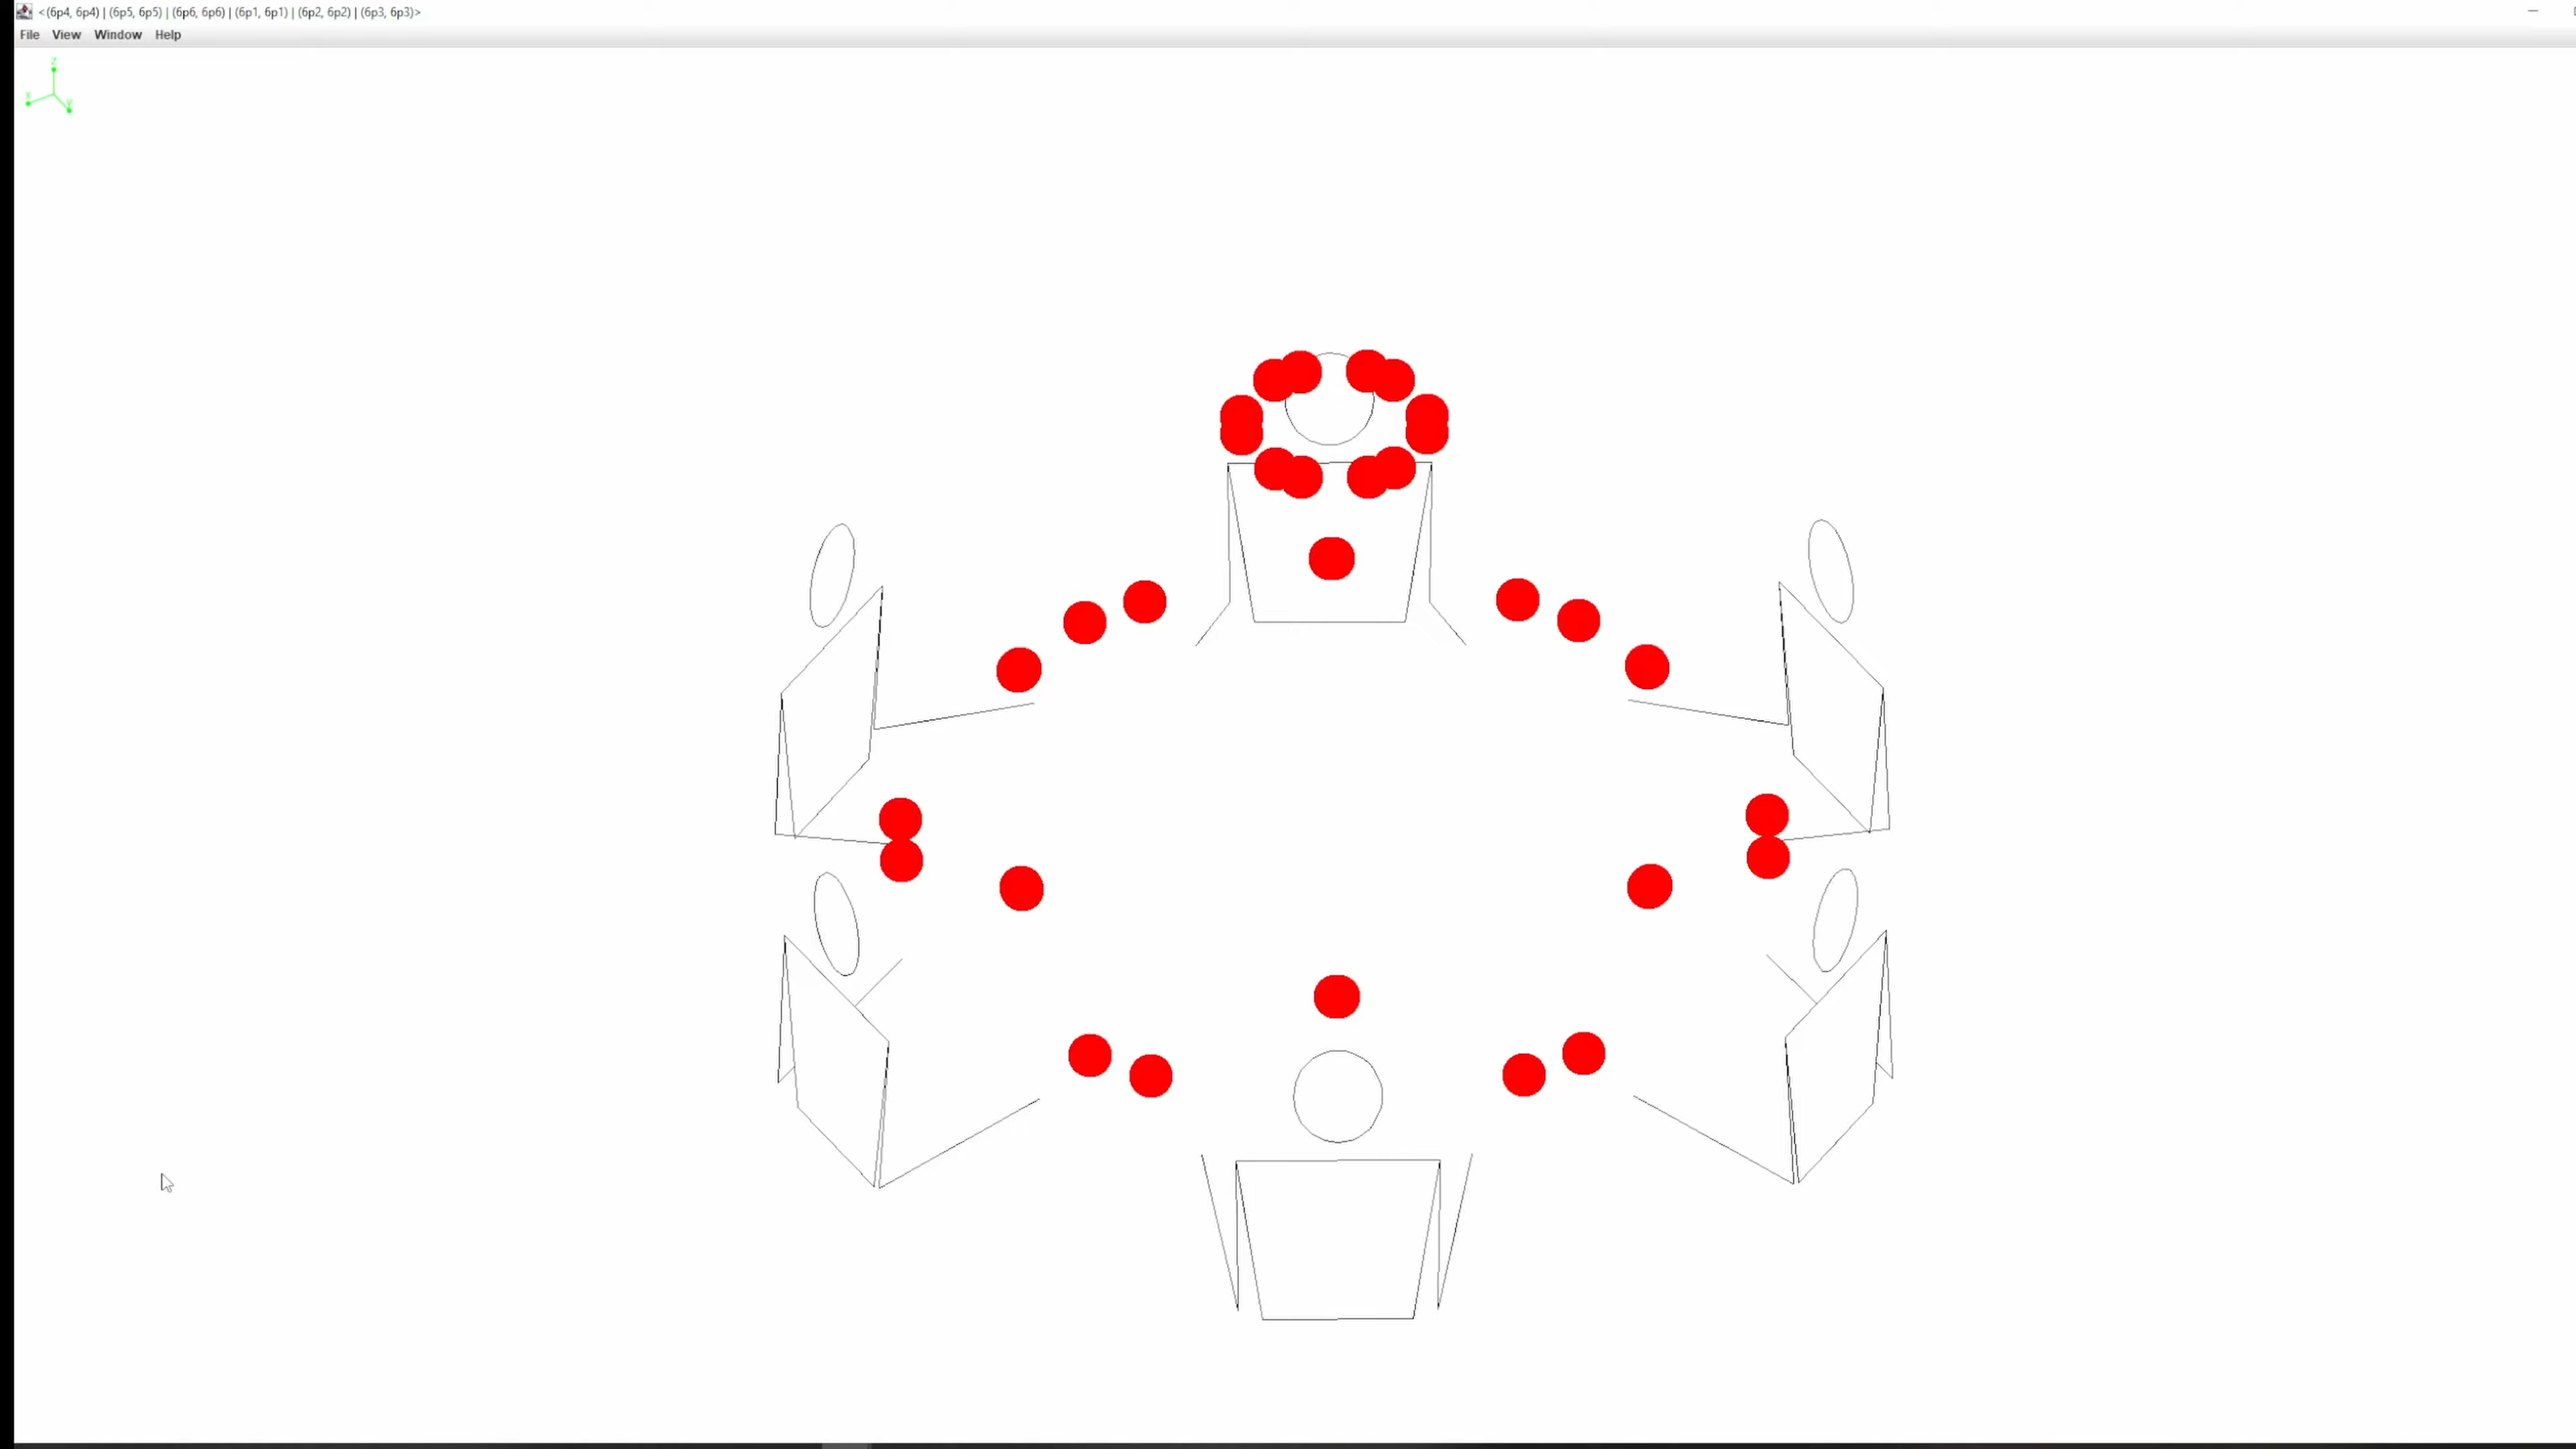 <(6p4, 6p4) | (6p5, 6p5) | (6p6, 6p6) | (6p1, 6p1) | (6p2, 6p2) | (6p3, 6p3)>
File View Window Help
Z
X
Y